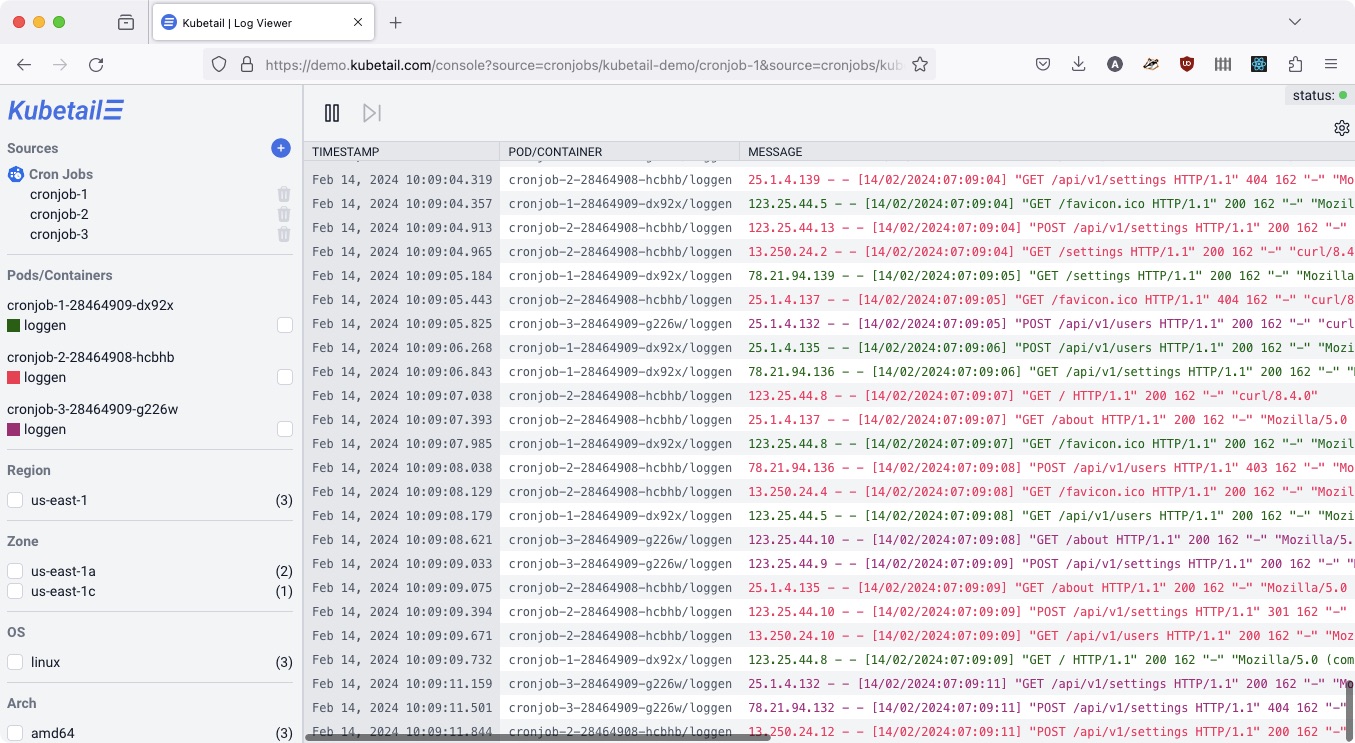 Kubetail | Log Viewer
https://demo.kubetail.com/console?source=cronjobs/kubetail-demo/cronjob-1&source=cronjobs/kub
Kubetail
status:
Sources
Cron Jobs
cronjob-1
cronjob-2
cronjob-3
Pods/Containers
cronjob-1-28464909-dx92x
loggen
cronjob-2-28464908-hcbhb
loggen
cronjob-3-28464909-g226w
loggen
Region
us-east-1 (3)
Zone
us-east-1a (2)
us-east-1c (1)
OS
linux (3)
Arch
amd64 (3)
TIMESTAMP POD/CONTAINER MESSAGE
Feb 14, 2024 10:09:04.319 cronjob-2-28464908-hcbhb/loggen 25.1.4.139 - - [14/02/2024:07:09:04] "GET /api/v1/settings HTTP/1.1" 404 162 "-" "Mo
Feb 14, 2024 10:09:04.357 cronjob-1-28464909-dx92x/loggen 123.25.44.5 - - [14/02/2024:07:09:04] "GET /favicon.ico HTTP/1.1" 200 162 "-" "Mozil
Feb 14, 2024 10:09:04.913 cronjob-2-28464908-hcbhb/loggen 123.25.44.13 - - [14/02/2024:07:09:04] "POST /api/v1/settings HTTP/1.1" 200 162 "-"
Feb 14, 2024 10:09:04.965 cronjob-2-28464908-hcbhb/loggen 13.250.24.2 - - [14/02/2024:07:09:04] "GET /settings HTTP/1.1" 200 162 "-" "curl/8.4
Feb 14, 2024 10:09:05.184 cronjob-1-28464909-dx92x/loggen 78.21.94.139 - - [14/02/2024:07:09:05] "GET /settings HTTP/1.1" 200 162 "-" "Mozilla
Feb 14, 2024 10:09:05.443 cronjob-2-28464908-hcbhb/loggen 25.1.4.137 - - [14/02/2024:07:09:05] "GET /favicon.ico HTTP/1.1" 404 162 "-" "curl/8
Feb 14, 2024 10:09:05.825 cronjob-3-28464909-g226w/loggen 25.1.4.132 - - [14/02/2024:07:09:05] "POST /api/v1/users HTTP/1.1" 200 162 "-" "curl
Feb 14, 2024 10:09:06.268 cronjob-1-28464909-dx92x/loggen 25.1.4.135 - - [14/02/2024:07:09:06] "POST /api/v1/users HTTP/1.1" 200 162 "-" "Mozi
Feb 14, 2024 10:09:06.843 cronjob-1-28464909-dx92x/loggen 78.21.94.136 - - [14/02/2024:07:09:06] "GET /api/v1/settings HTTP/1.1" 200 162 "-" "
Feb 14, 2024 10:09:07.038 cronjob-2-28464908-hcbhb/loggen 123.25.44.8 - - [14/02/2024:07:09:07] "GET / HTTP/1.1" 200 162 "-" "curl/8.4.0"
Feb 14, 2024 10:09:07.393 cronjob-2-28464908-hcbhb/loggen 25.1.4.137 - - [14/02/2024:07:09:07] "GET /about HTTP/1.1" 200 162 "-" "Mozilla/5.0
Feb 14, 2024 10:09:07.985 cronjob-1-28464909-dx92x/loggen 123.25.44.8 - - [14/02/2024:07:09:07] "GET /favicon.ico HTTP/1.1" 200 162 "-" "Mozil
Feb 14, 2024 10:09:08.038 cronjob-2-28464908-hcbhb/loggen 78.21.94.136 - - [14/02/2024:07:09:08] "POST /api/v1/users HTTP/1.1" 403 162 "-" "Mo
Feb 14, 2024 10:09:08.129 cronjob-2-28464908-hcbhb/loggen 13.250.24.4 - - [14/02/2024:07:09:08] "GET /favicon.ico HTTP/1.1" 200 162 "-" "Mozil
Feb 14, 2024 10:09:08.179 cronjob-1-28464909-dx92x/loggen 123.25.44.5 - - [14/02/2024:07:09:08] "GET /api/v1/users HTTP/1.1" 200 162 "-" "Mozi
Feb 14, 2024 10:09:08.621 cronjob-3-28464909-g226w/loggen 123.25.44.10 - - [14/02/2024:07:09:08] "GET /about HTTP/1.1" 200 162 "-" "Mozilla/5.
Feb 14, 2024 10:09:09.033 cronjob-3-28464909-g226w/loggen 123.25.44.9 - - [14/02/2024:07:09:09] "POST /api/v1/settings HTTP/1.1" 200 162 "-" "
Feb 14, 2024 10:09:09.075 cronjob-2-28464908-hcbhb/loggen 25.1.4.135 - - [14/02/2024:07:09:09] "GET /about HTTP/1.1" 200 162 "-" "Mozilla/5.0
Feb 14, 2024 10:09:09.394 cronjob-2-28464908-hcbhb/loggen 123.25.44.10 - - [14/02/2024:07:09:09] "POST /api/v1/settings HTTP/1.1" 301 162 "-"
Feb 14, 2024 10:09:09.671 cronjob-2-28464908-hcbhb/loggen 13.250.24.10 - - [14/02/2024:07:09:09] "GET /api/v1/users HTTP/1.1" 200 162 "-" "Moz
Feb 14, 2024 10:09:09.732 cronjob-1-28464909-dx92x/loggen 123.25.44.8 - - [14/02/2024:07:09:09] "GET / HTTP/1.1" 200 162 "-" "Mozilla/5.0 (com
Feb 14, 2024 10:09:11.159 cronjob-3-28464909-g226w/loggen 25.1.4.132 - - [14/02/2024:07:09:11] "GET /api/v1/settings HTTP/1.1" 200 162 "-" "Mo
Feb 14, 2024 10:09:11.501 cronjob-3-28464909-g226w/loggen 78.21.94.132 - - [14/02/2024:07:09:11] "POST /api/v1/settings HTTP/1.1" 404 162 "-"
Feb 14, 2024 10:09:11.844 cronjob-2-28464908-hcbhb/loggen 13.250.24.12 - - [14/02/2024:07:09:11] "POST /api/v1/settings HTTP/1.1" 200 162 "-"